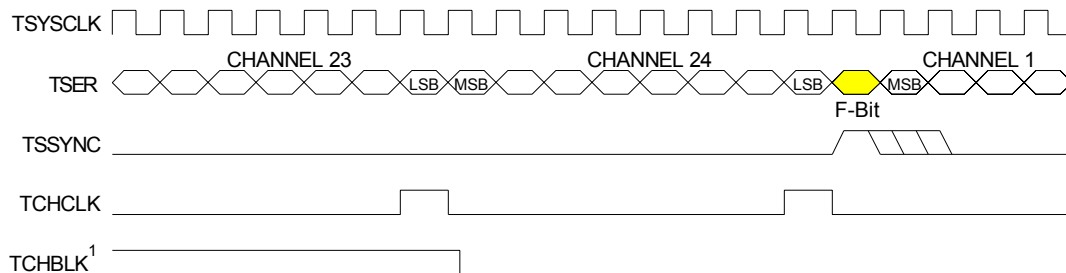 TSYSCLK
CHANNEL 23 CHANNEL 24 CHANNEL 1
TSER LSB MSB LSB MSB
F-Bit
TSSYNC
TCHCLK
TCHBLK1